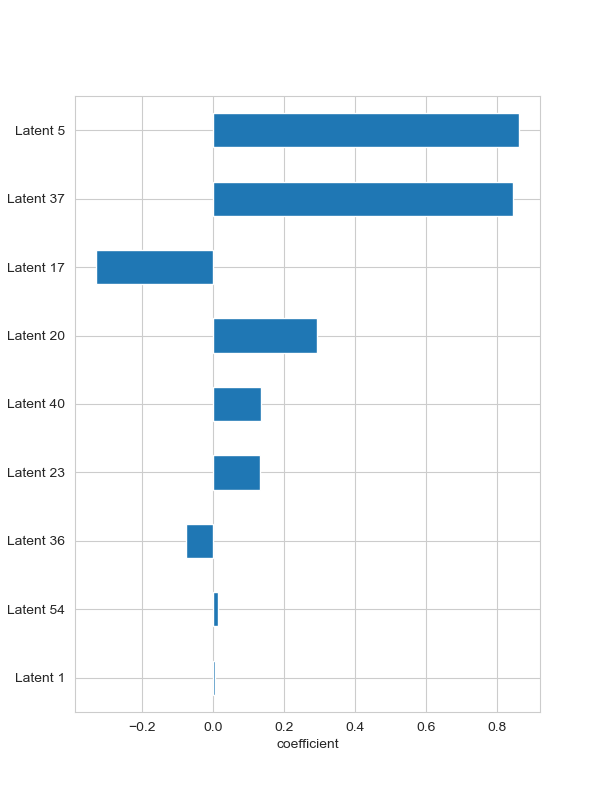 Latent 5
Latent 37
Latent 17
Latent 20
Latent 40
Latent 23
Latent 36
Latent 54
Latent 1
−0.2 0.0 0.2 0.4 0.6 0.8
coefficient